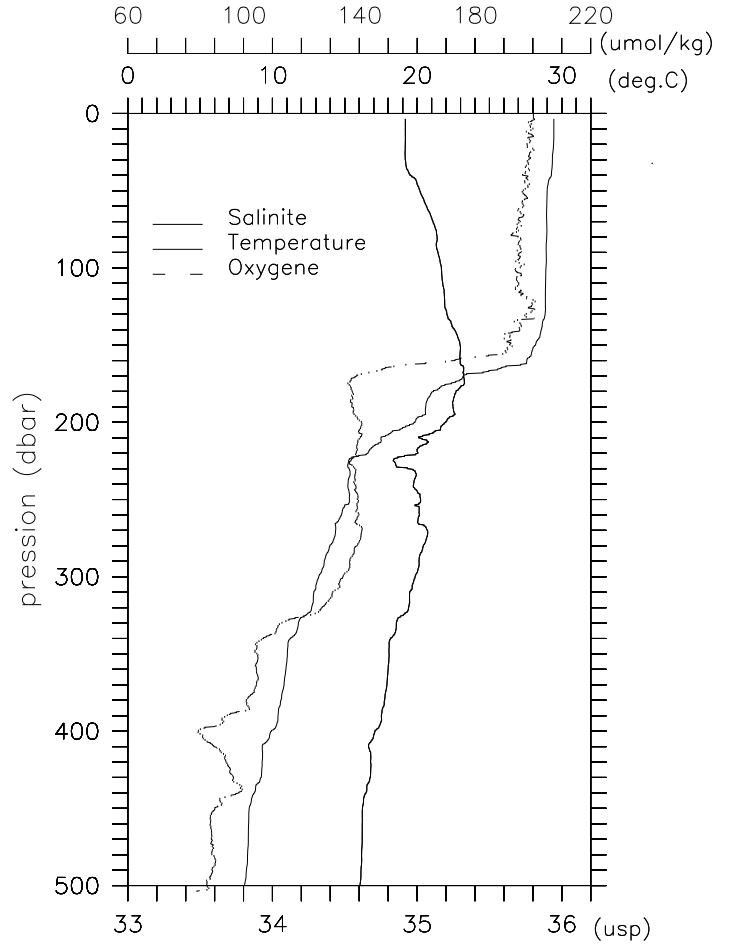 60 100 140 180 220
(umol/kg)
0 10 20 30 (deg.C)
0
Salinite
Temperature
Oxygene
100
200
pression (dbar)
300
400
500
33 34 35 36 (usp)